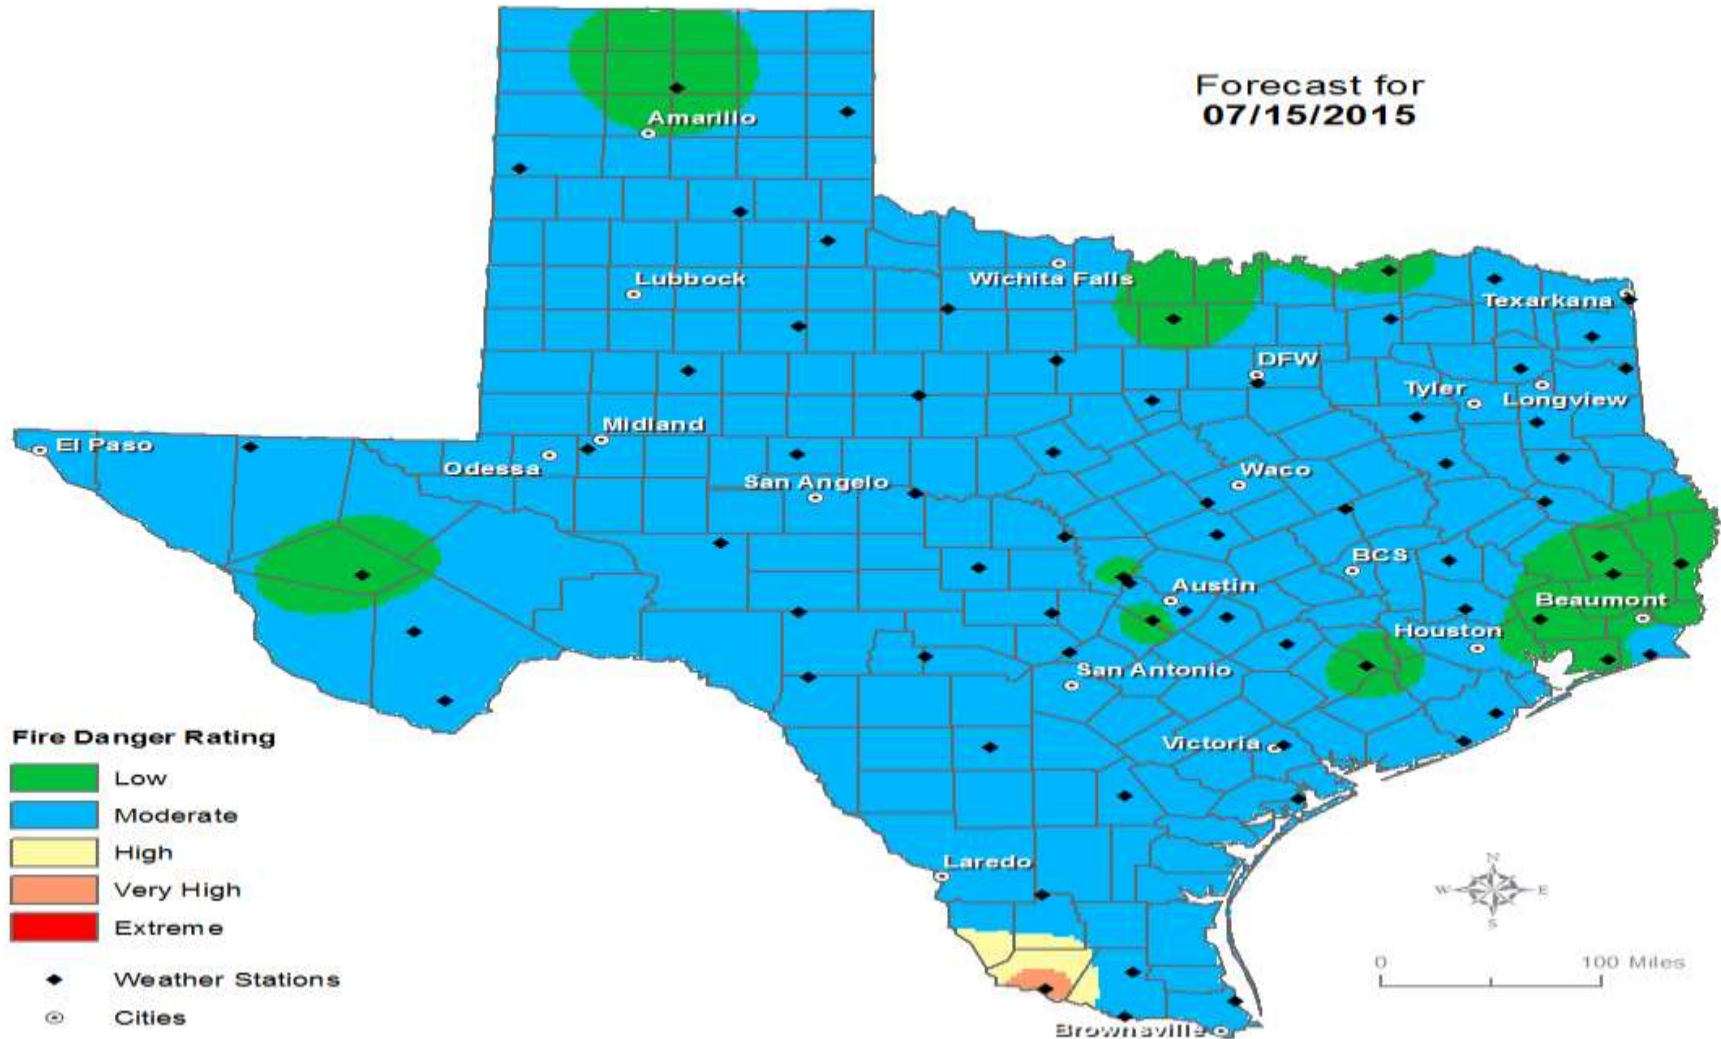 Forecast for
07/15/2015
Amarillo
Lubbock
Wichita Falls
Texarkana
DFW
Tyler
Longview
Midland
El Paso
Odessa
San Angelo
Waco
BCS
Austin
Beaumont
Houston
San Antonio
Victoria
Laredo
Brownsville
Fire Danger Rating
Low
Moderate
High
Very High
Extreme
Weather Stations
Cities
N
W E
S
0 100 Miles